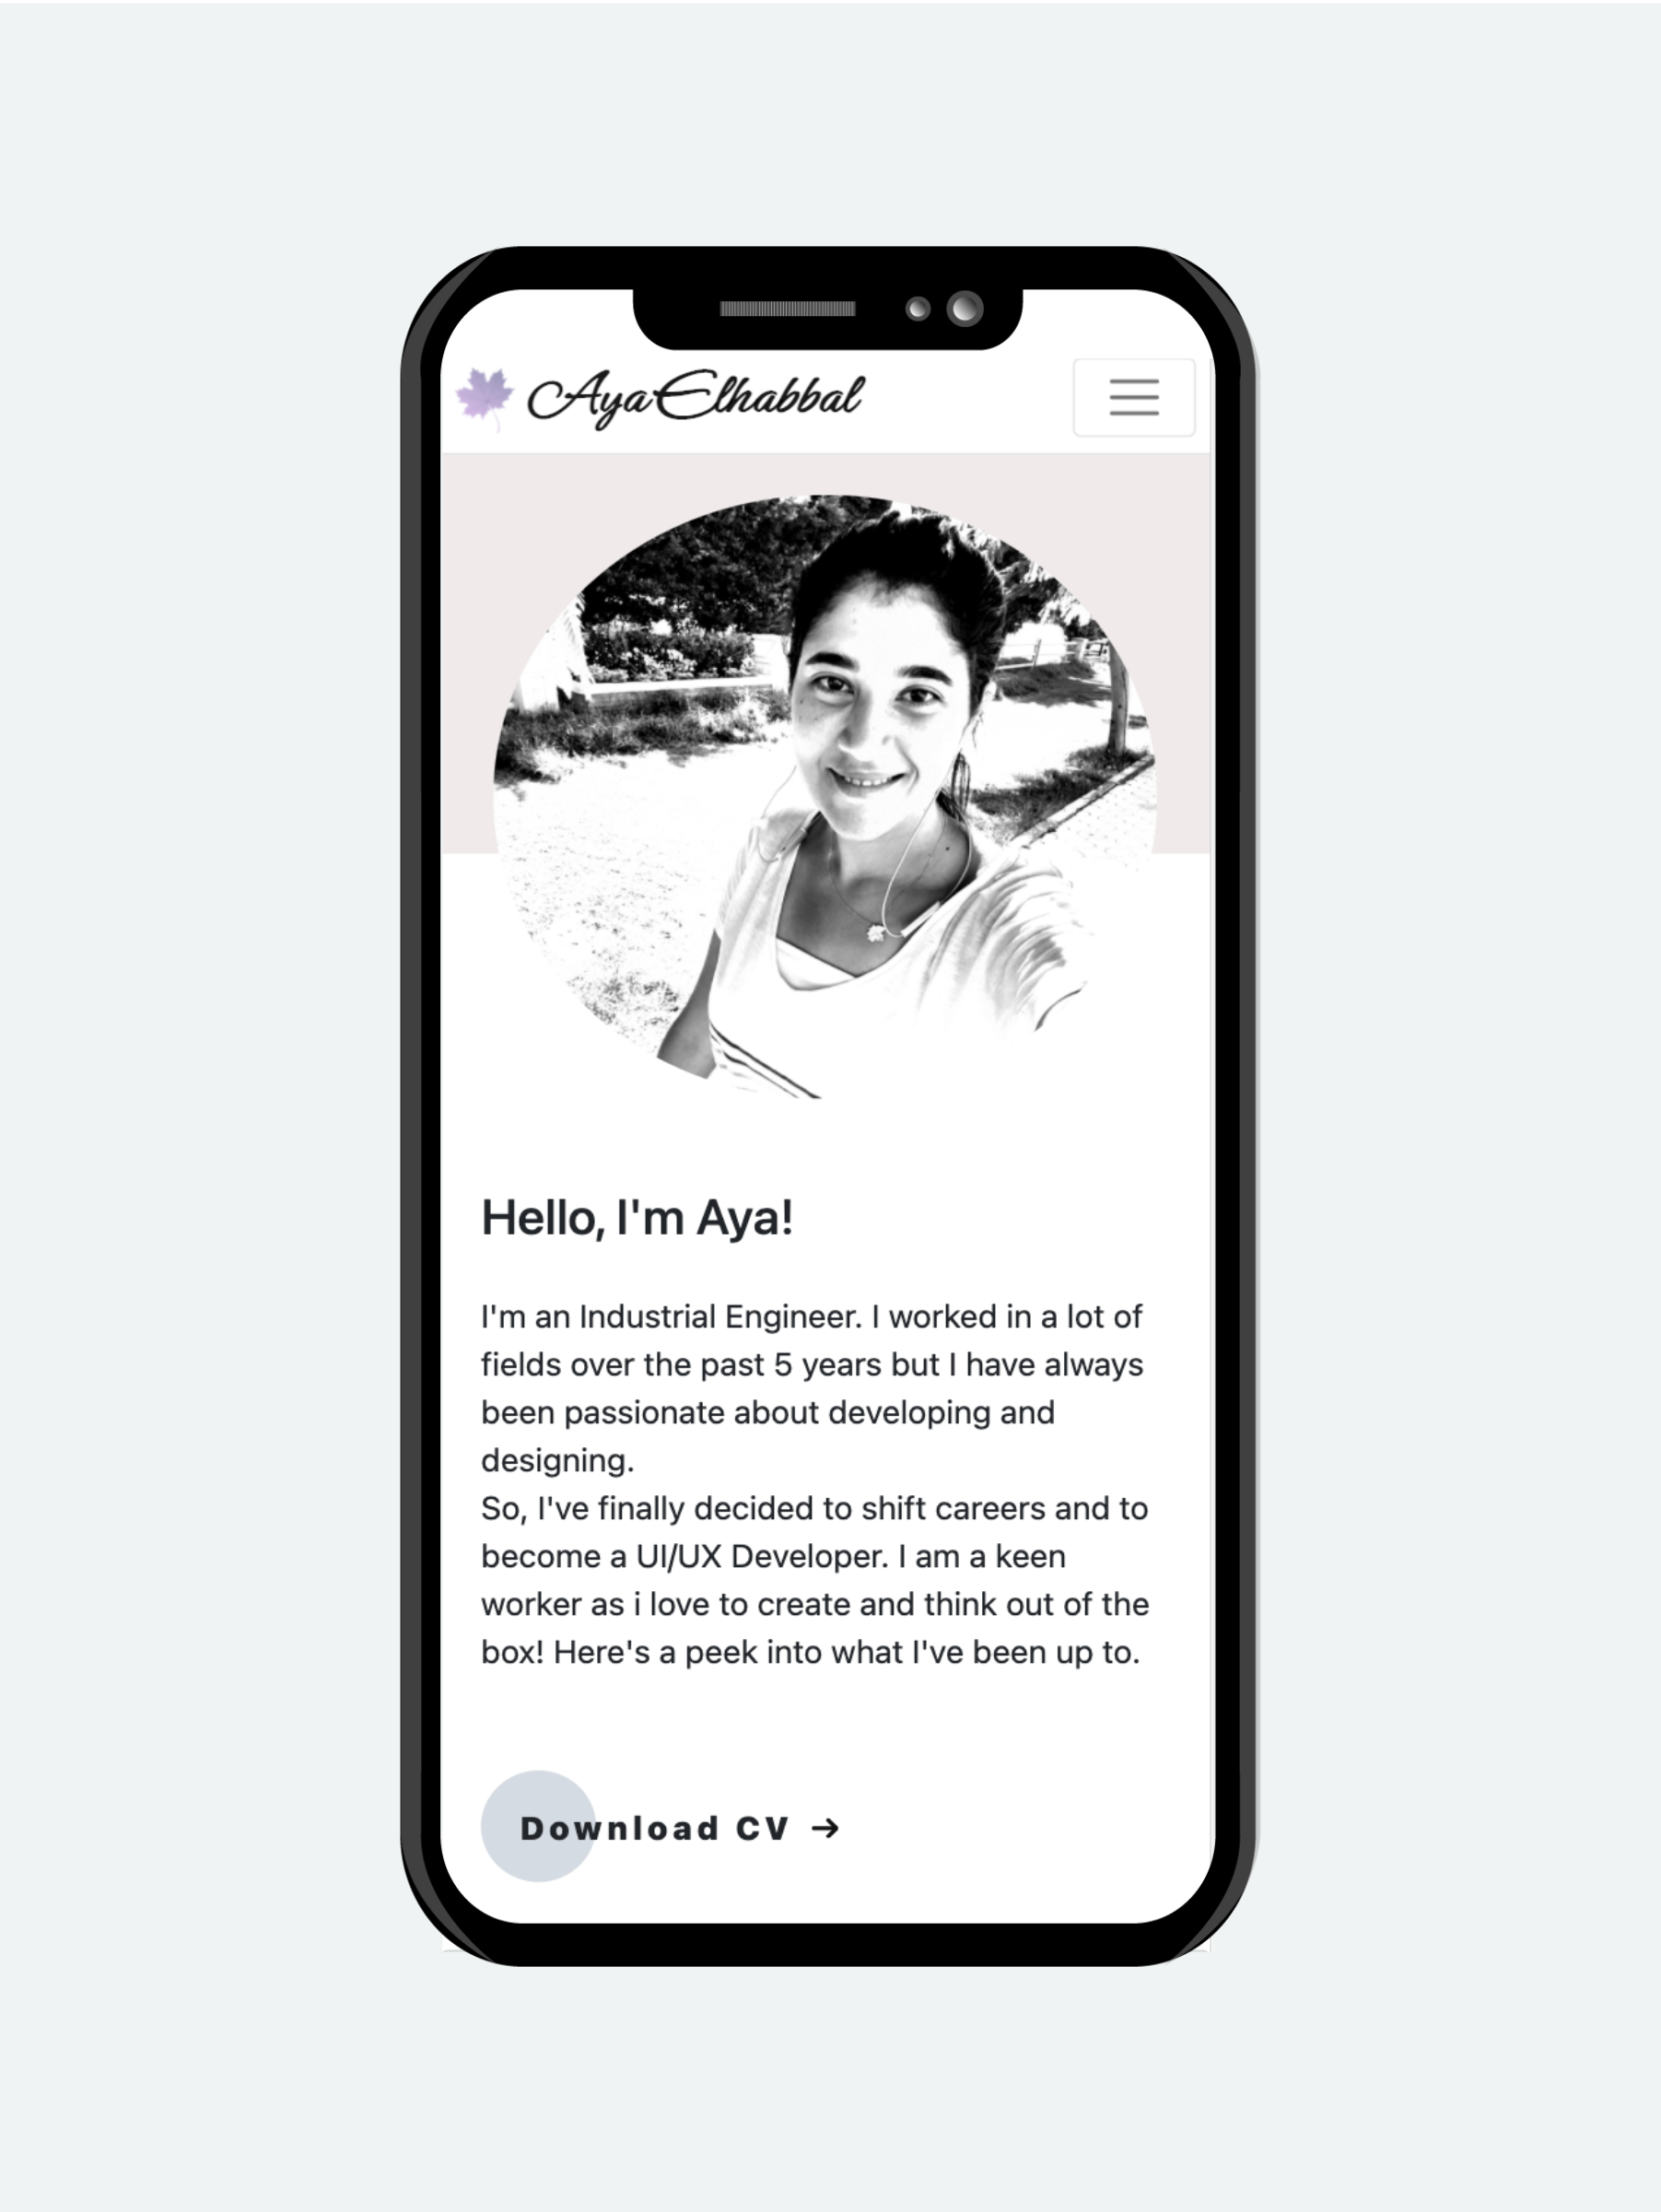 Aya Elhabbal
Hello, I'm Aya!
I'm an Industrial Engineer. I worked in a lot of
fields over the past 5 years but I have always
been passionate about developing and
designing.
So, I've finally decided to shift careers and to
become a UI/UX Developer. I am a keen
worker as i love to create and think out of the
box! Here's a peek into what I've been up to.
Download CV →